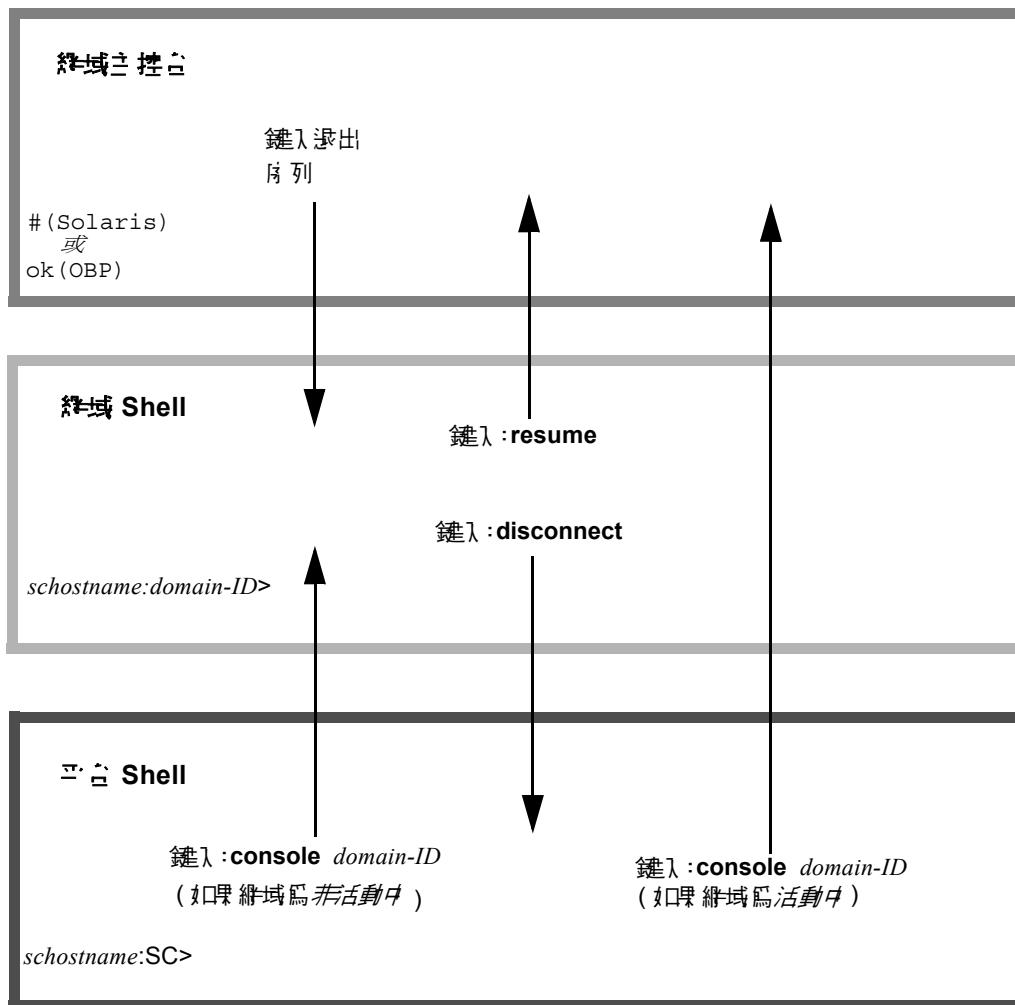 網域主控台
鍵入退出
序列
#(Solaris)
或
ok(OBP)
網域 Shell
鍵入:resume
鍵入:disconnect
schostname:domain-ID>
平台 Shell
鍵入:console domain-ID
(如果網域為非活動中)
鍵入:console domain-ID
(如果網域為活動中)
schostname:SC>